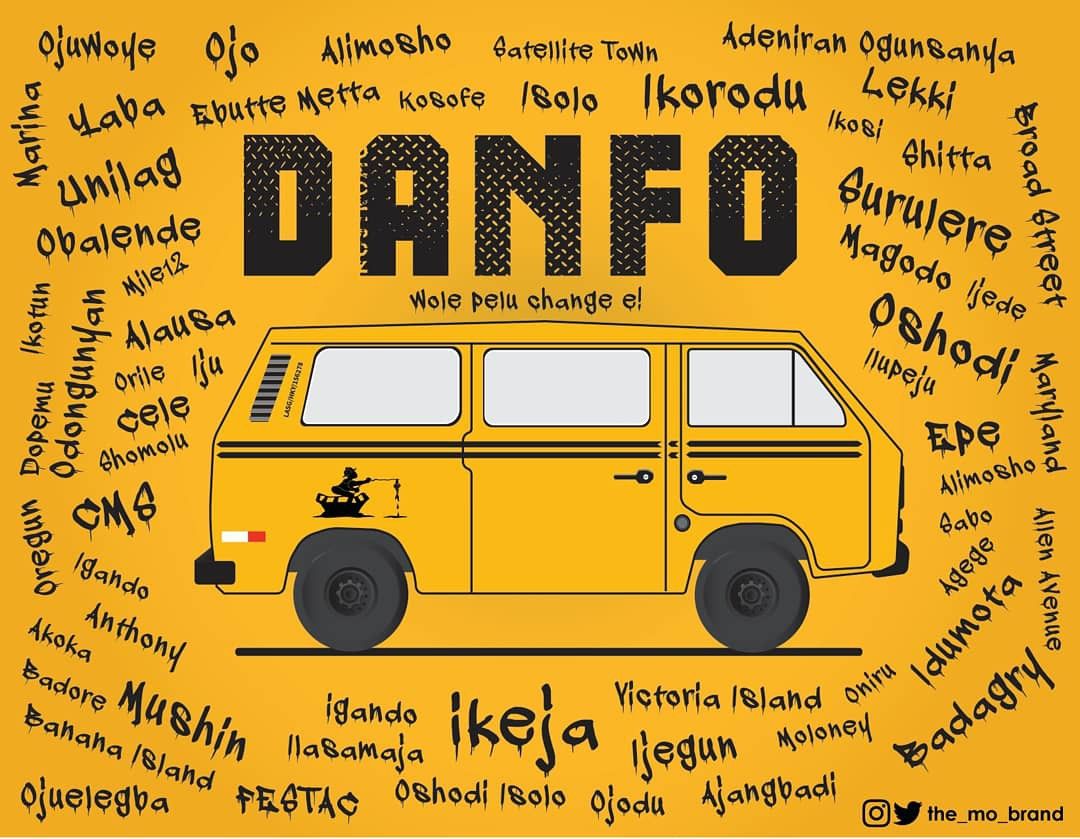 Ojuwoye
Ojo
Alimosho
Satellite Town
Adeniran Ogunsanya
Marina
Yaba
Ebutte Metta
Kosofe
Isolo
Ikorodu
Lekki
Ikosi
Shitta
Broad Street
Unilag
DANFO
Surulere
Obalende
Magodo
Mile12
Ijede
Wole pelu change e!
Ikotun
Odongunyan
Alausa
Oshodi
Orile
Iju
Ilupeju
LASG/HKY/156278
Maryland
Dopemu
Cele
Shomolu
Epe
Alimosho
CMS
Sabo
Oregun
Igando
Agege
Allen Avenue
Akoka
Anthony
Idumota
Badore
Mushin
Banana Island
igando
ikeja
Victoria Island
Oniru
Badagry
Ilasamaja
Ijegun
Moloney
Ojuelegba
FESTAC
Oshodi Isolo
Ojodu
Ajangbadi
the_mo_brand